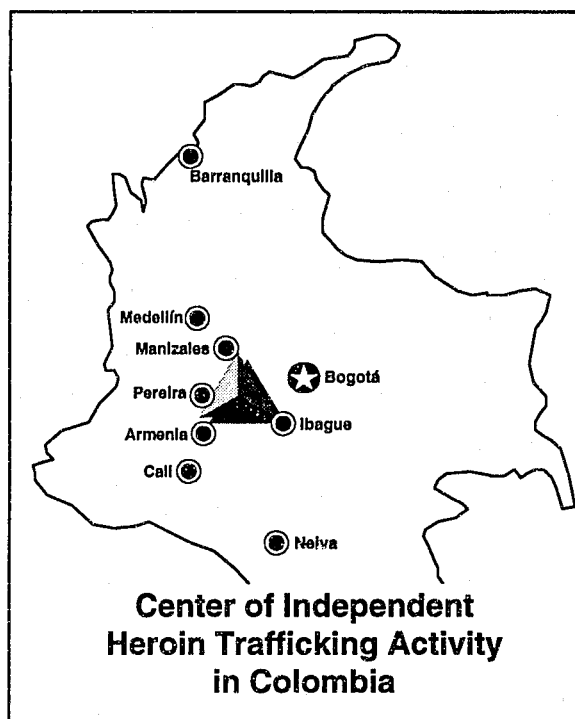 Barranquilla
Medellín
Manizales
Bogotá
Pereira
Ibague
Armenia
Cali
Neiva
Center of Independent
Heroin Trafficking Activity
in Colombia